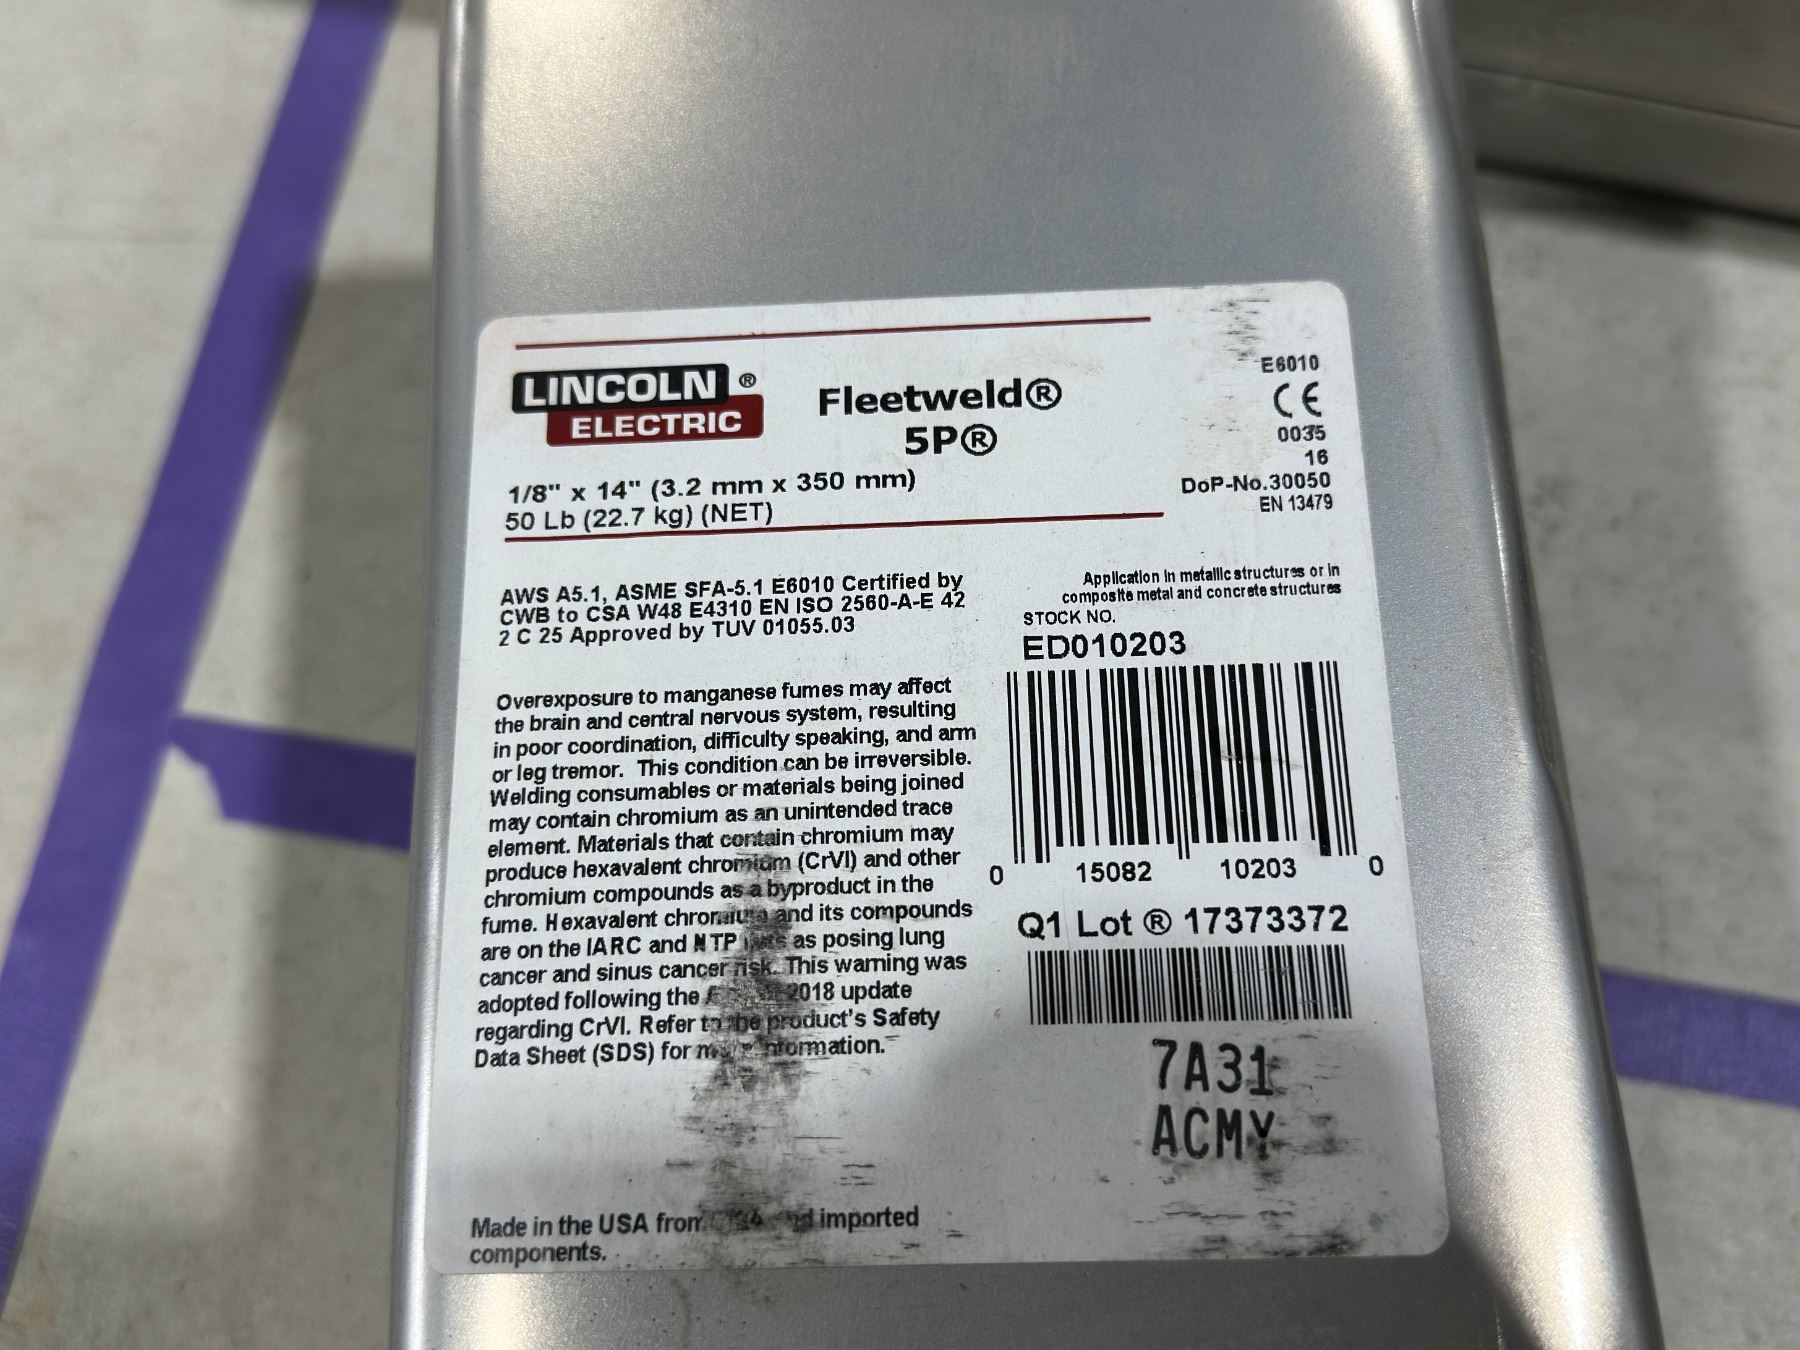 LINCOLN ®
ELECTRIC
Fleetweld®
5P®
1/8" x 14" (3.2 mm x 350 mm)
50 Lb (22.7 kg) (NET)
E6010
CE
0035
16
DoP-No.30050
EN 13479
AWS A5.1, ASME SFA-5.1 E6010 Certified by
CWB to CSA W48 E4310 EN ISO 2560-A-E 42
2 C 25 Approved by TUV 01055.03
Application in metallic structures or in
composite metal and concrete structures
STOCK NO.
ED010203
0 15082 10203 0
Q1 Lot ® 17373372
7A31
ACMY
Overexposure to manganese fumes may affect
the brain and central nervous system, resulting
in poor coordination, difficulty speaking, and arm
or leg tremor. This condition can be irreversible.
Welding consumables or materials being joined
may contain chromium as an unintended trace
element. Materials that contain chromium may
produce hexavalent chromium (CrVI) and other
chromium compounds as a byproduct in the
fume. Hexavalent chromium and its compounds
are on the IARC and NTP as posing lung
cancer and sinus cancer risk. This warning was
adopted following the 2018 update
regarding CrVI. Refer to the product's Safety
Data Sheet (SDS) for more information.
Made in the USA from and imported
components.